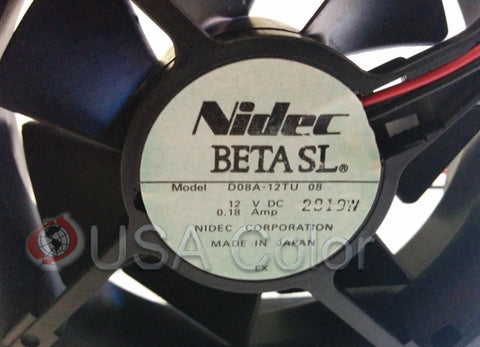 Nidec
BETA SL®
Model D08A-12TU 08
12 V DC
0.18 Amp 2819W
NIDEC CORPORATION
MADE IN JAPAN
EX
USA Color